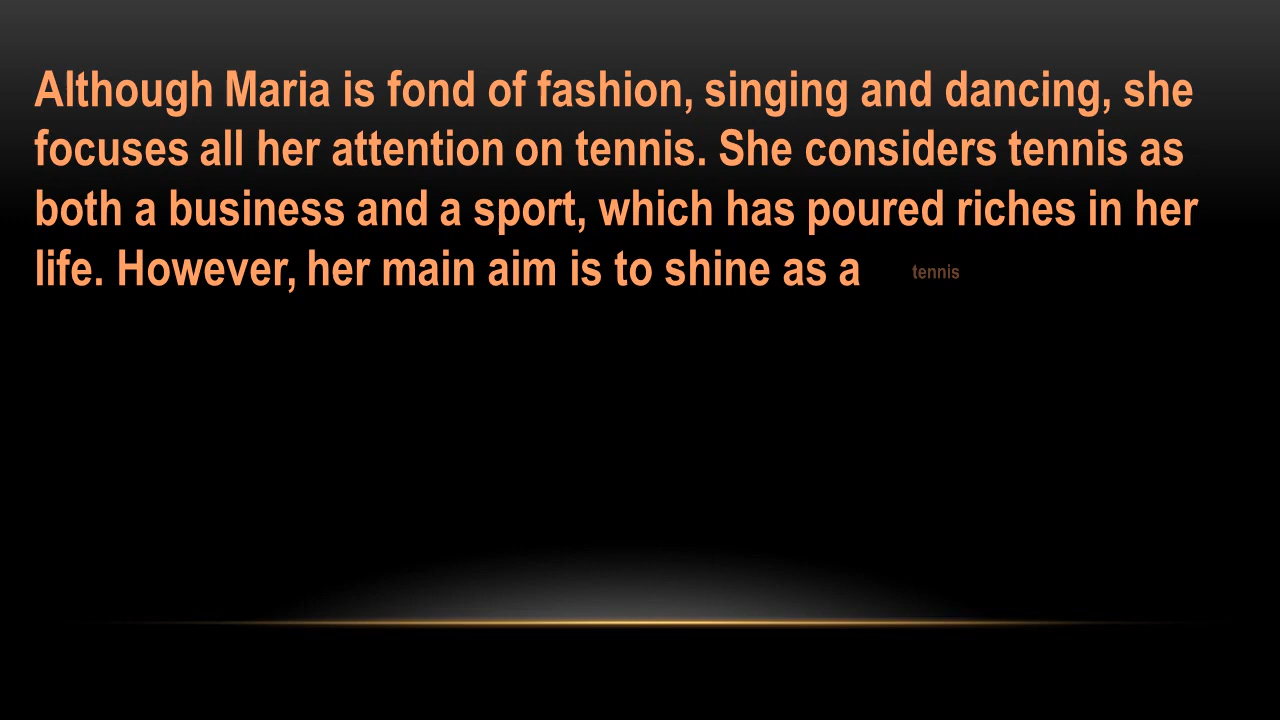 Although Maria is fond of fashion, singing and dancing, she
focuses all her attention on tennis. She considers tennis as
both a business and a sport, which has poured riches in her
life. However, her main aim is to shine as a tennis